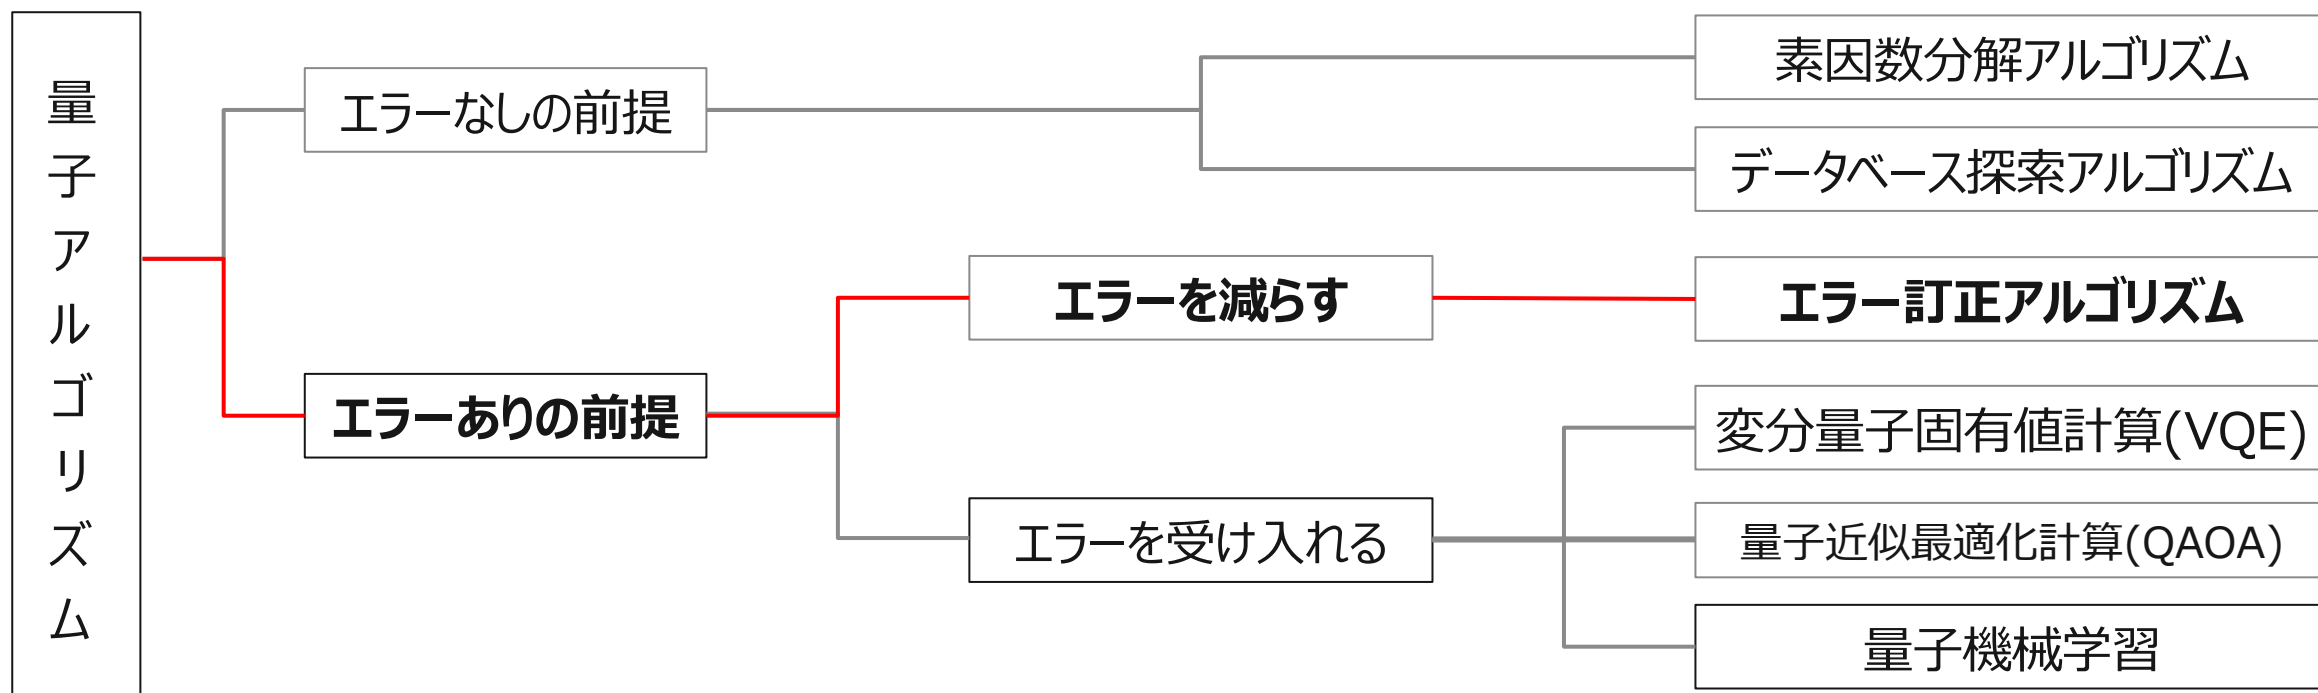 量子アルゴリズム
エラーなしの前提
素因数分解アルゴリズム
データベース探索アルゴリズム
エラーありの前提
エラーを減らす
エラー訂正アルゴリズム
エラーを受け入れる
変分量子固有値計算(VQE)
量子近似最適化計算(QAOA)
量子機械学習